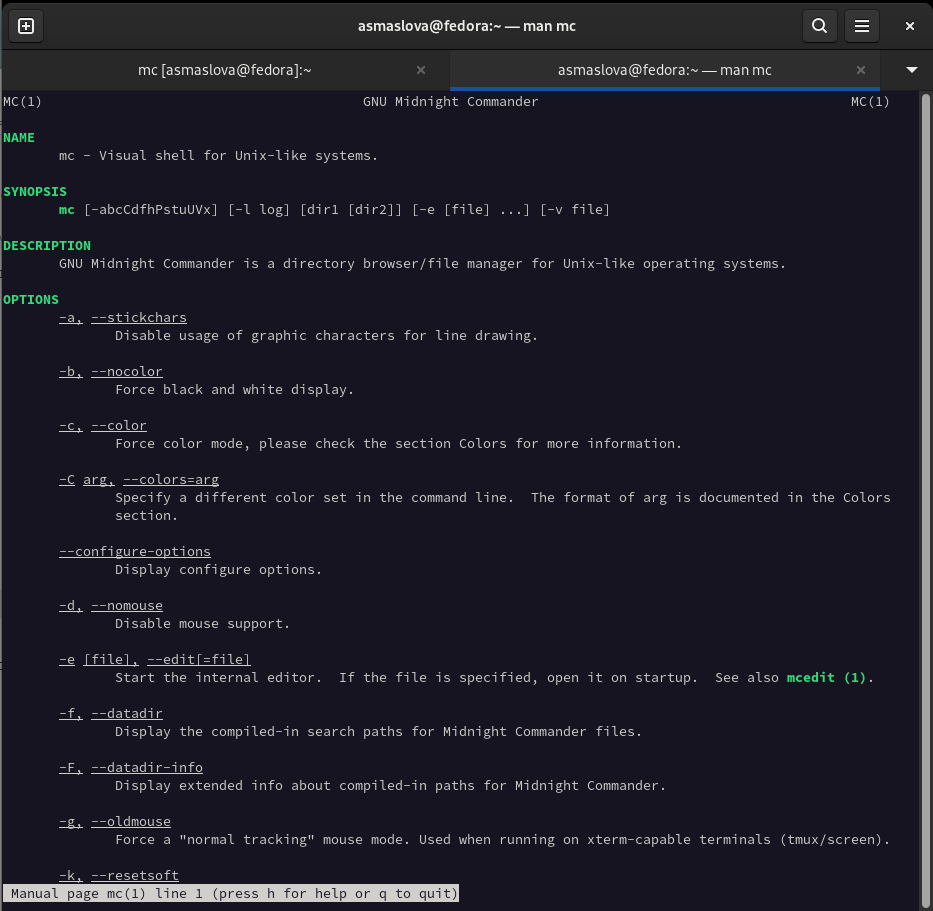 asmaslova@fedora:~ — man mc
mc [asmaslova@fedora]:~
asmaslova@fedora:~ — man mc
MC(1) GNU Midnight Commander MC(1)
NAME
mc - Visual shell for Unix-like systems.
SYNOPSIS
mc [-abcCdfhPstuUVx] [-l log] [dir1 [dir2]] [-e [file] ...] [-v file]
DESCRIPTION
GNU Midnight Commander is a directory browser/file manager for Unix-like operating systems.
OPTIONS
-a, --stickchars
Disable usage of graphic characters for line drawing.
-b, --nocolor
Force black and white display.
-c, --color
Force color mode, please check the section Colors for more information.
-C arg, --colors=arg
Specify a different color set in the command line.  The format of arg is documented in the Colors
section.
--configure-options
Display configure options.
-d, --nomouse
Disable mouse support.
-e [file], --edit[=file]
Start the internal editor.  If the file is specified, open it on startup.  See also mcedit (1).
-f, --datadir
Display the compiled-in search paths for Midnight Commander files.
-F, --datadir-info
Display extended info about compiled-in paths for Midnight Commander.
-g, --oldmouse
Force a "normal tracking" mouse mode. Used when running on xterm-capable terminals (tmux/screen).
-k, --resetsoft
Manual page mc(1) line 1 (press h for help or q to quit)